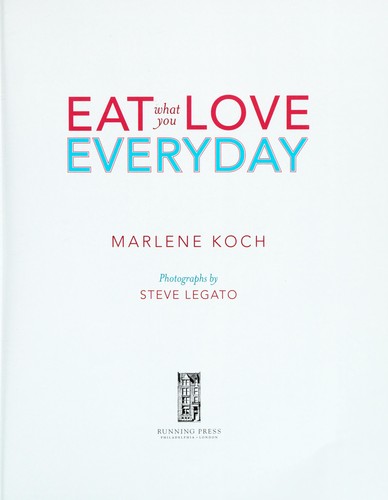 EAT what you LOVE
EVERYDAY
MARLENE KOCH
Photographs by
STEVE LEGATO
RUNNING PRESS
PHILADELPHIA · LONDON